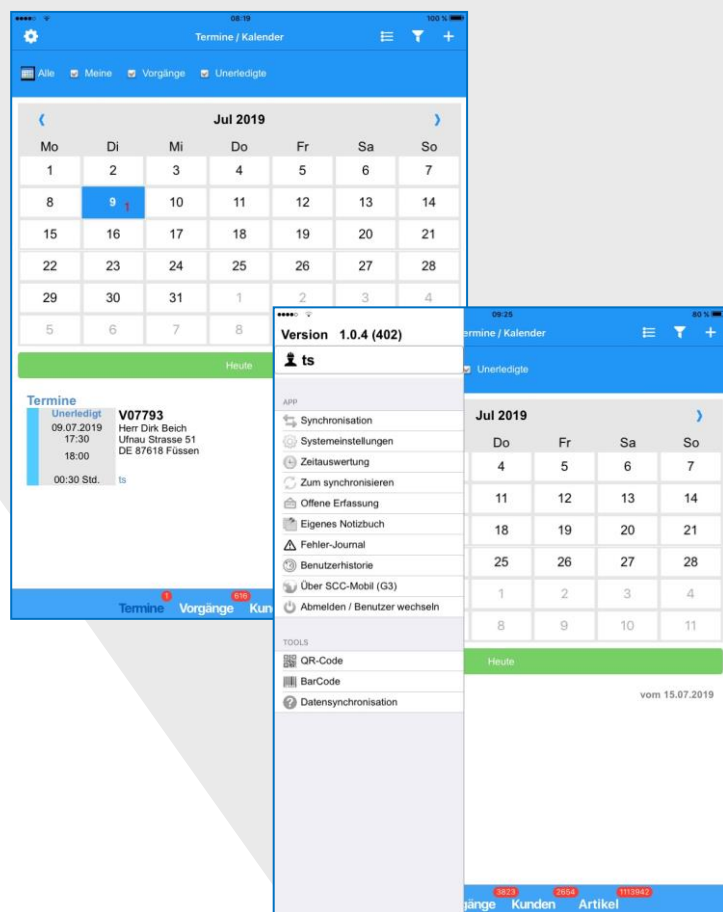 08:19 100 %
Termine / Kalender
Alle Meine Vorgänge Unerledigte
Jul 2019
Mo Di Mi Do Fr Sa So
1 2 3 4 5 6 7
8 9 1 10 11 12 13 14
15 16 17 18 19 20 21
22 23 24 25 26 27 28
29 30 31 1 2 3 4
5 6 7 8
Heute
Termine
Unerledigt V07793
09.07.2019 Herr Dirk Beich
17:30 Ufnau Strasse 51
18:00 DE 87618 Füssen
00:30 Std. ts
1 616
Termine Vorgänge Kun
Version 1.0.4 (402)
ts
APP
Synchronisation
Systemeinstellungen
Zeitauswertung
Zum synchronisieren
Offene Erfassung
Eigenes Notizbuch
Fehler-Journal
Benutzerhistorie
Über SCC-Mobil (G3)
Abmelden / Benutzer wechseln
TOOLS
QR-Code
BarCode
Datensynchronisation
09:25 80 %
ermine / Kalender
Unerledigte
Jul 2019
Do Fr Sa So
4 5 6 7
11 12 13 14
18 19 20 21
25 26 27 28
1 2 3 4
8 9 10 11
Heute
vom 15.07.2019
3823 2654 1113942
gänge Kunden Artikel